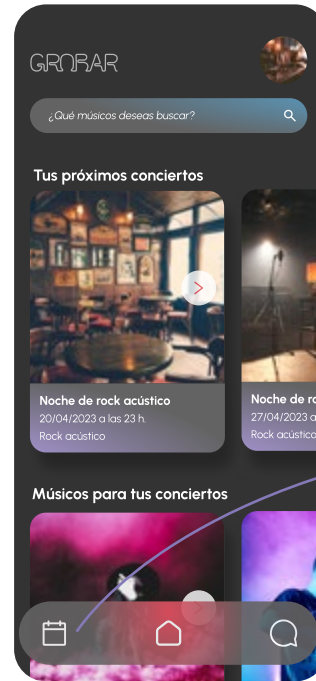 GROBAR
¿Qué músicos deseas buscar?
Tus próximos conciertos
Noche de rock acústico
20/04/2023 a las 23 h.
Rock acústico
Noche de ro
27/04/2023 a
Rock acústico
Músicos para tus conciertos